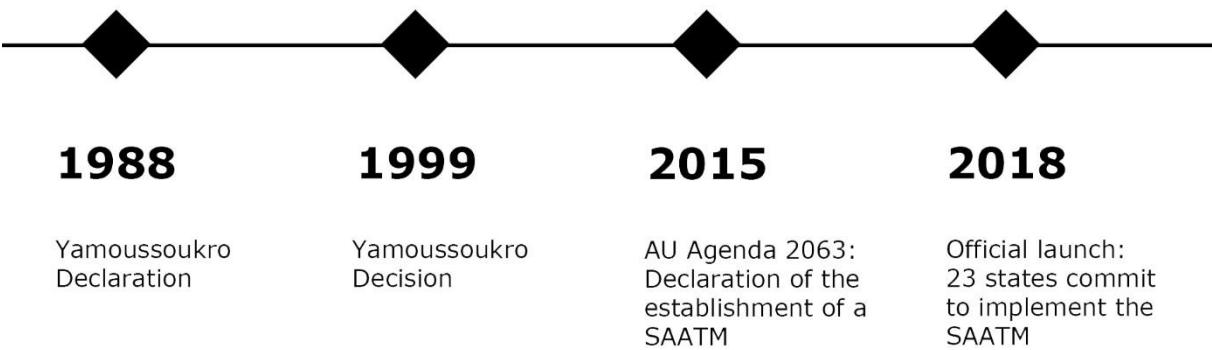 1988
Yamoussoukro
Declaration
1999
Yamoussoukro
Decision
2015
AU Agenda 2063:
Declaration of the
establishment of a
SAATM
2018
Official launch:
23 states commit
to implement the
SAATM